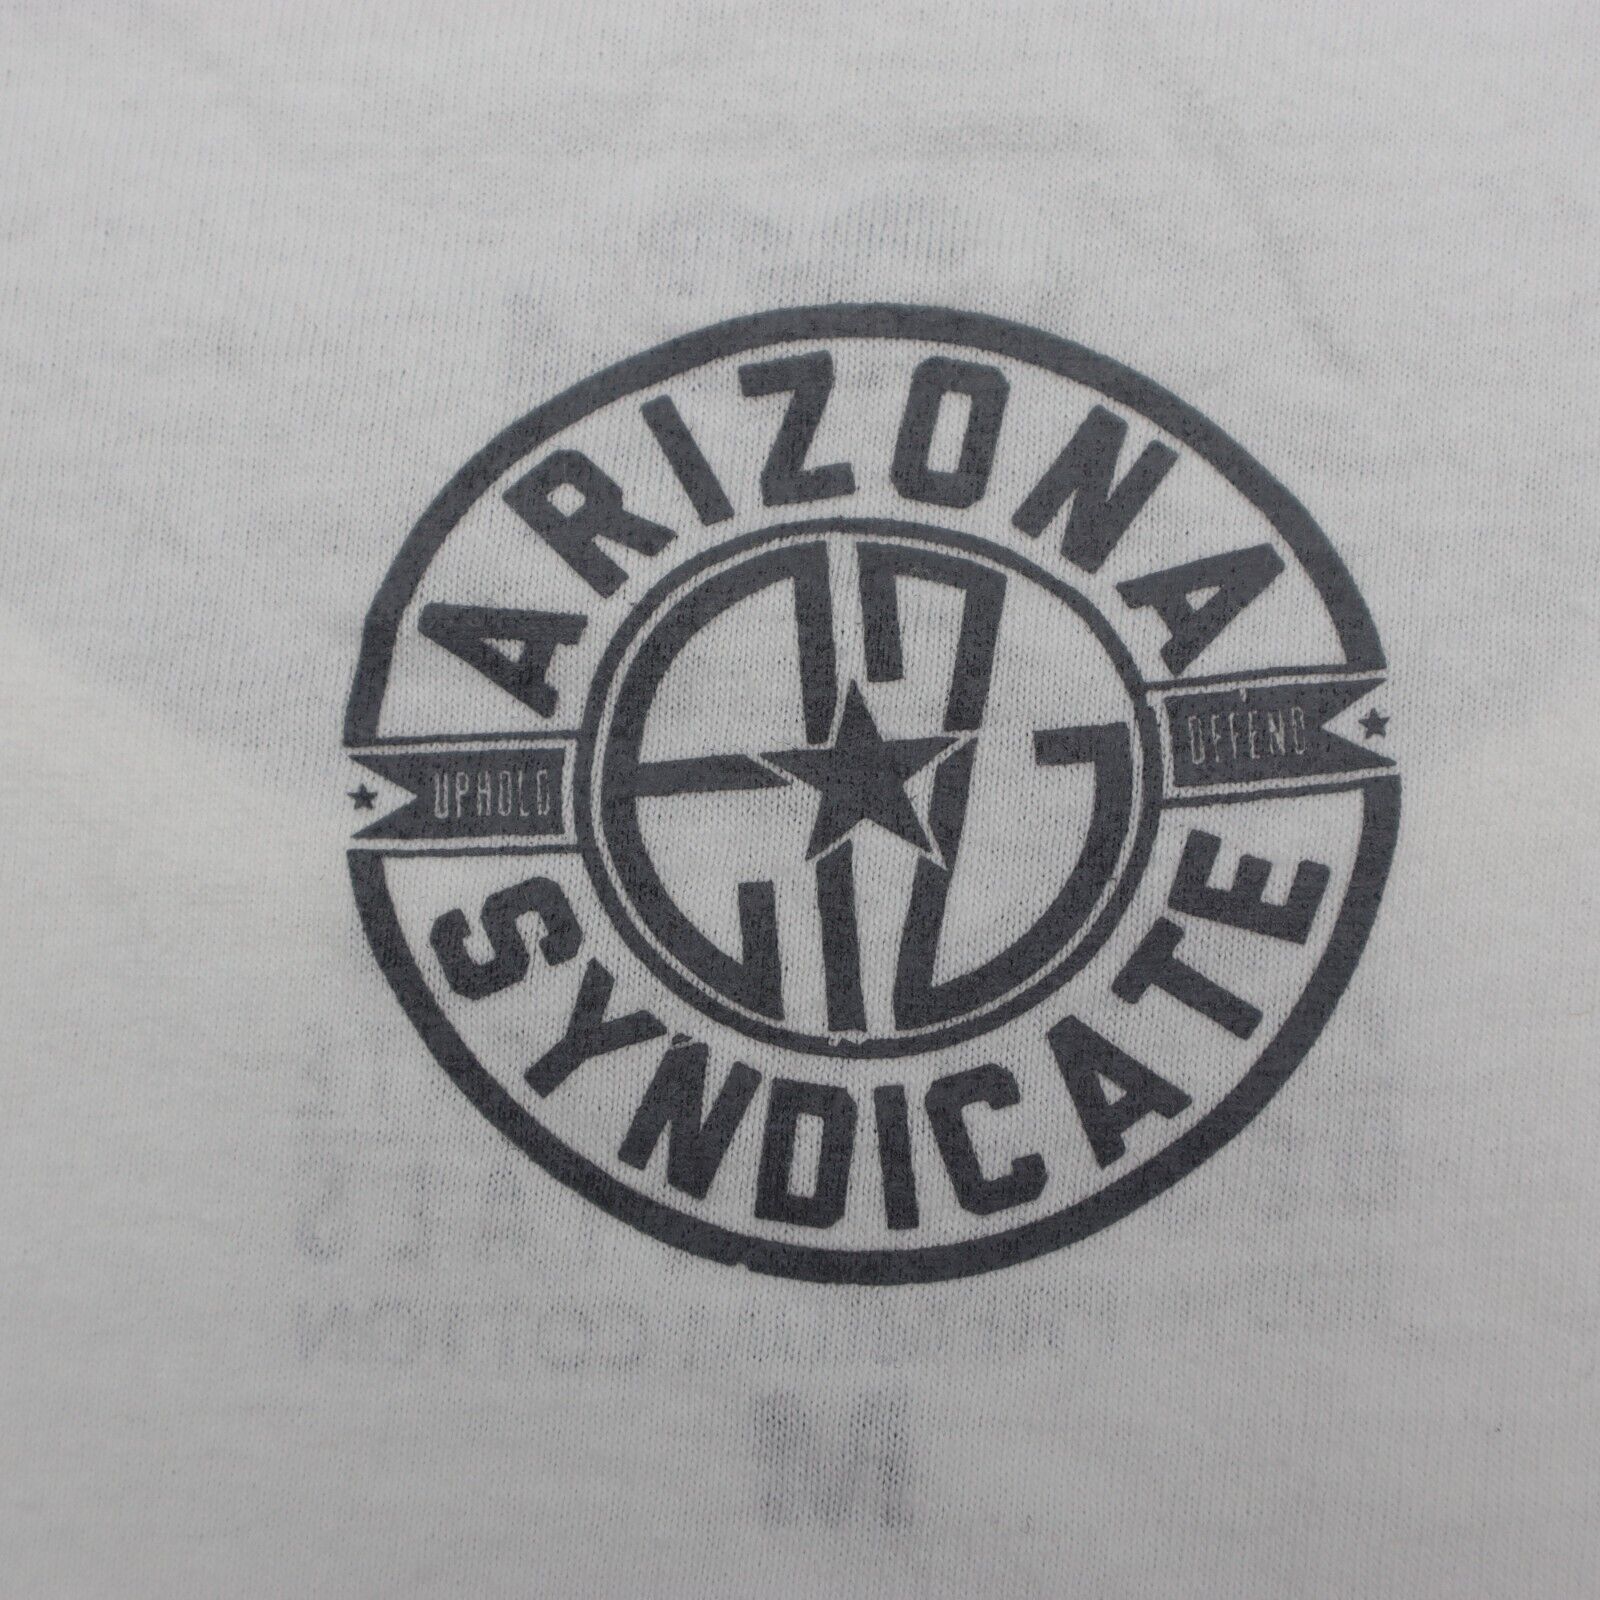 ARIZONA
UPHOLD
OFFEND
SYNDICATE